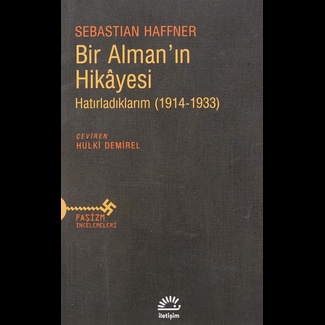 SEBASTIAN HAFFNER
Bir Alman'ın
Hikâyesi
Hatırladıklarım (1914-1933)
ÇEVİREN
HULKİ DEMİREL
FAŞİZM
İNCELEMELERİ
iletişim